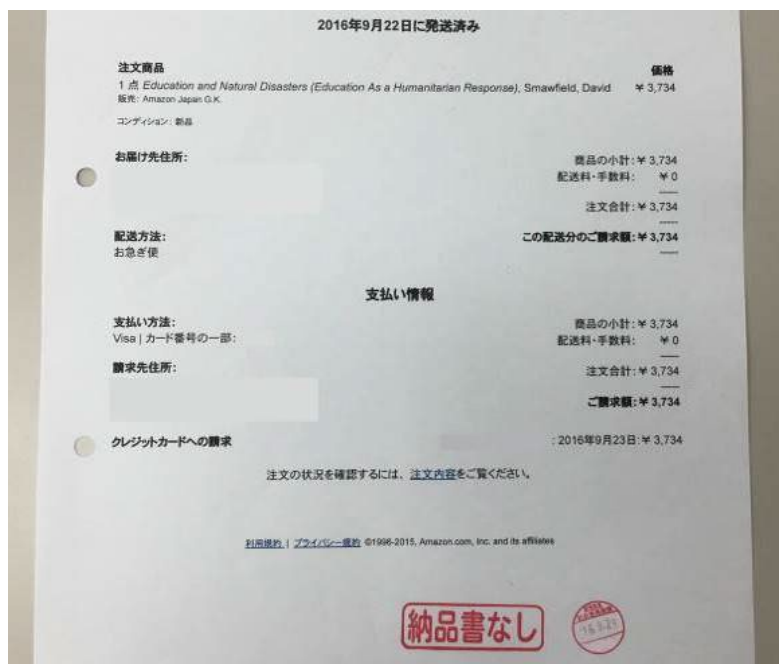 2016年9月22日に発送済み
注文商品
価格
1 点 Education and Natural Disasters (Education As a Humanitarian Response), Smawfield, David ¥ 3,734
販売: Amazon Japan G.K.
コンディション: 新品
お届け先住所:
商品の小計:¥ 3,734
配送料・手数料: ¥ 0
-----
注文合計:¥ 3,734
-----
配送方法:
この配送分のご請求額:¥ 3,734
お急ぎ便
-----
支払い情報
支払い方法:
商品の小計:¥ 3,734
Visa | カード番号の一部:
配送料・手数料: ¥ 0
-----
請求先住所:
注文合計:¥ 3,734
-----
ご請求額:¥ 3,734
クレジットカードへの請求
: 2016年9月23日:¥ 3,734
注文の状況を確認するには、注文内容をご覧ください。
利用規約 | プライバシー規約 ©1996-2015, Amazon.com, Inc. and its affiliates
納品書なし